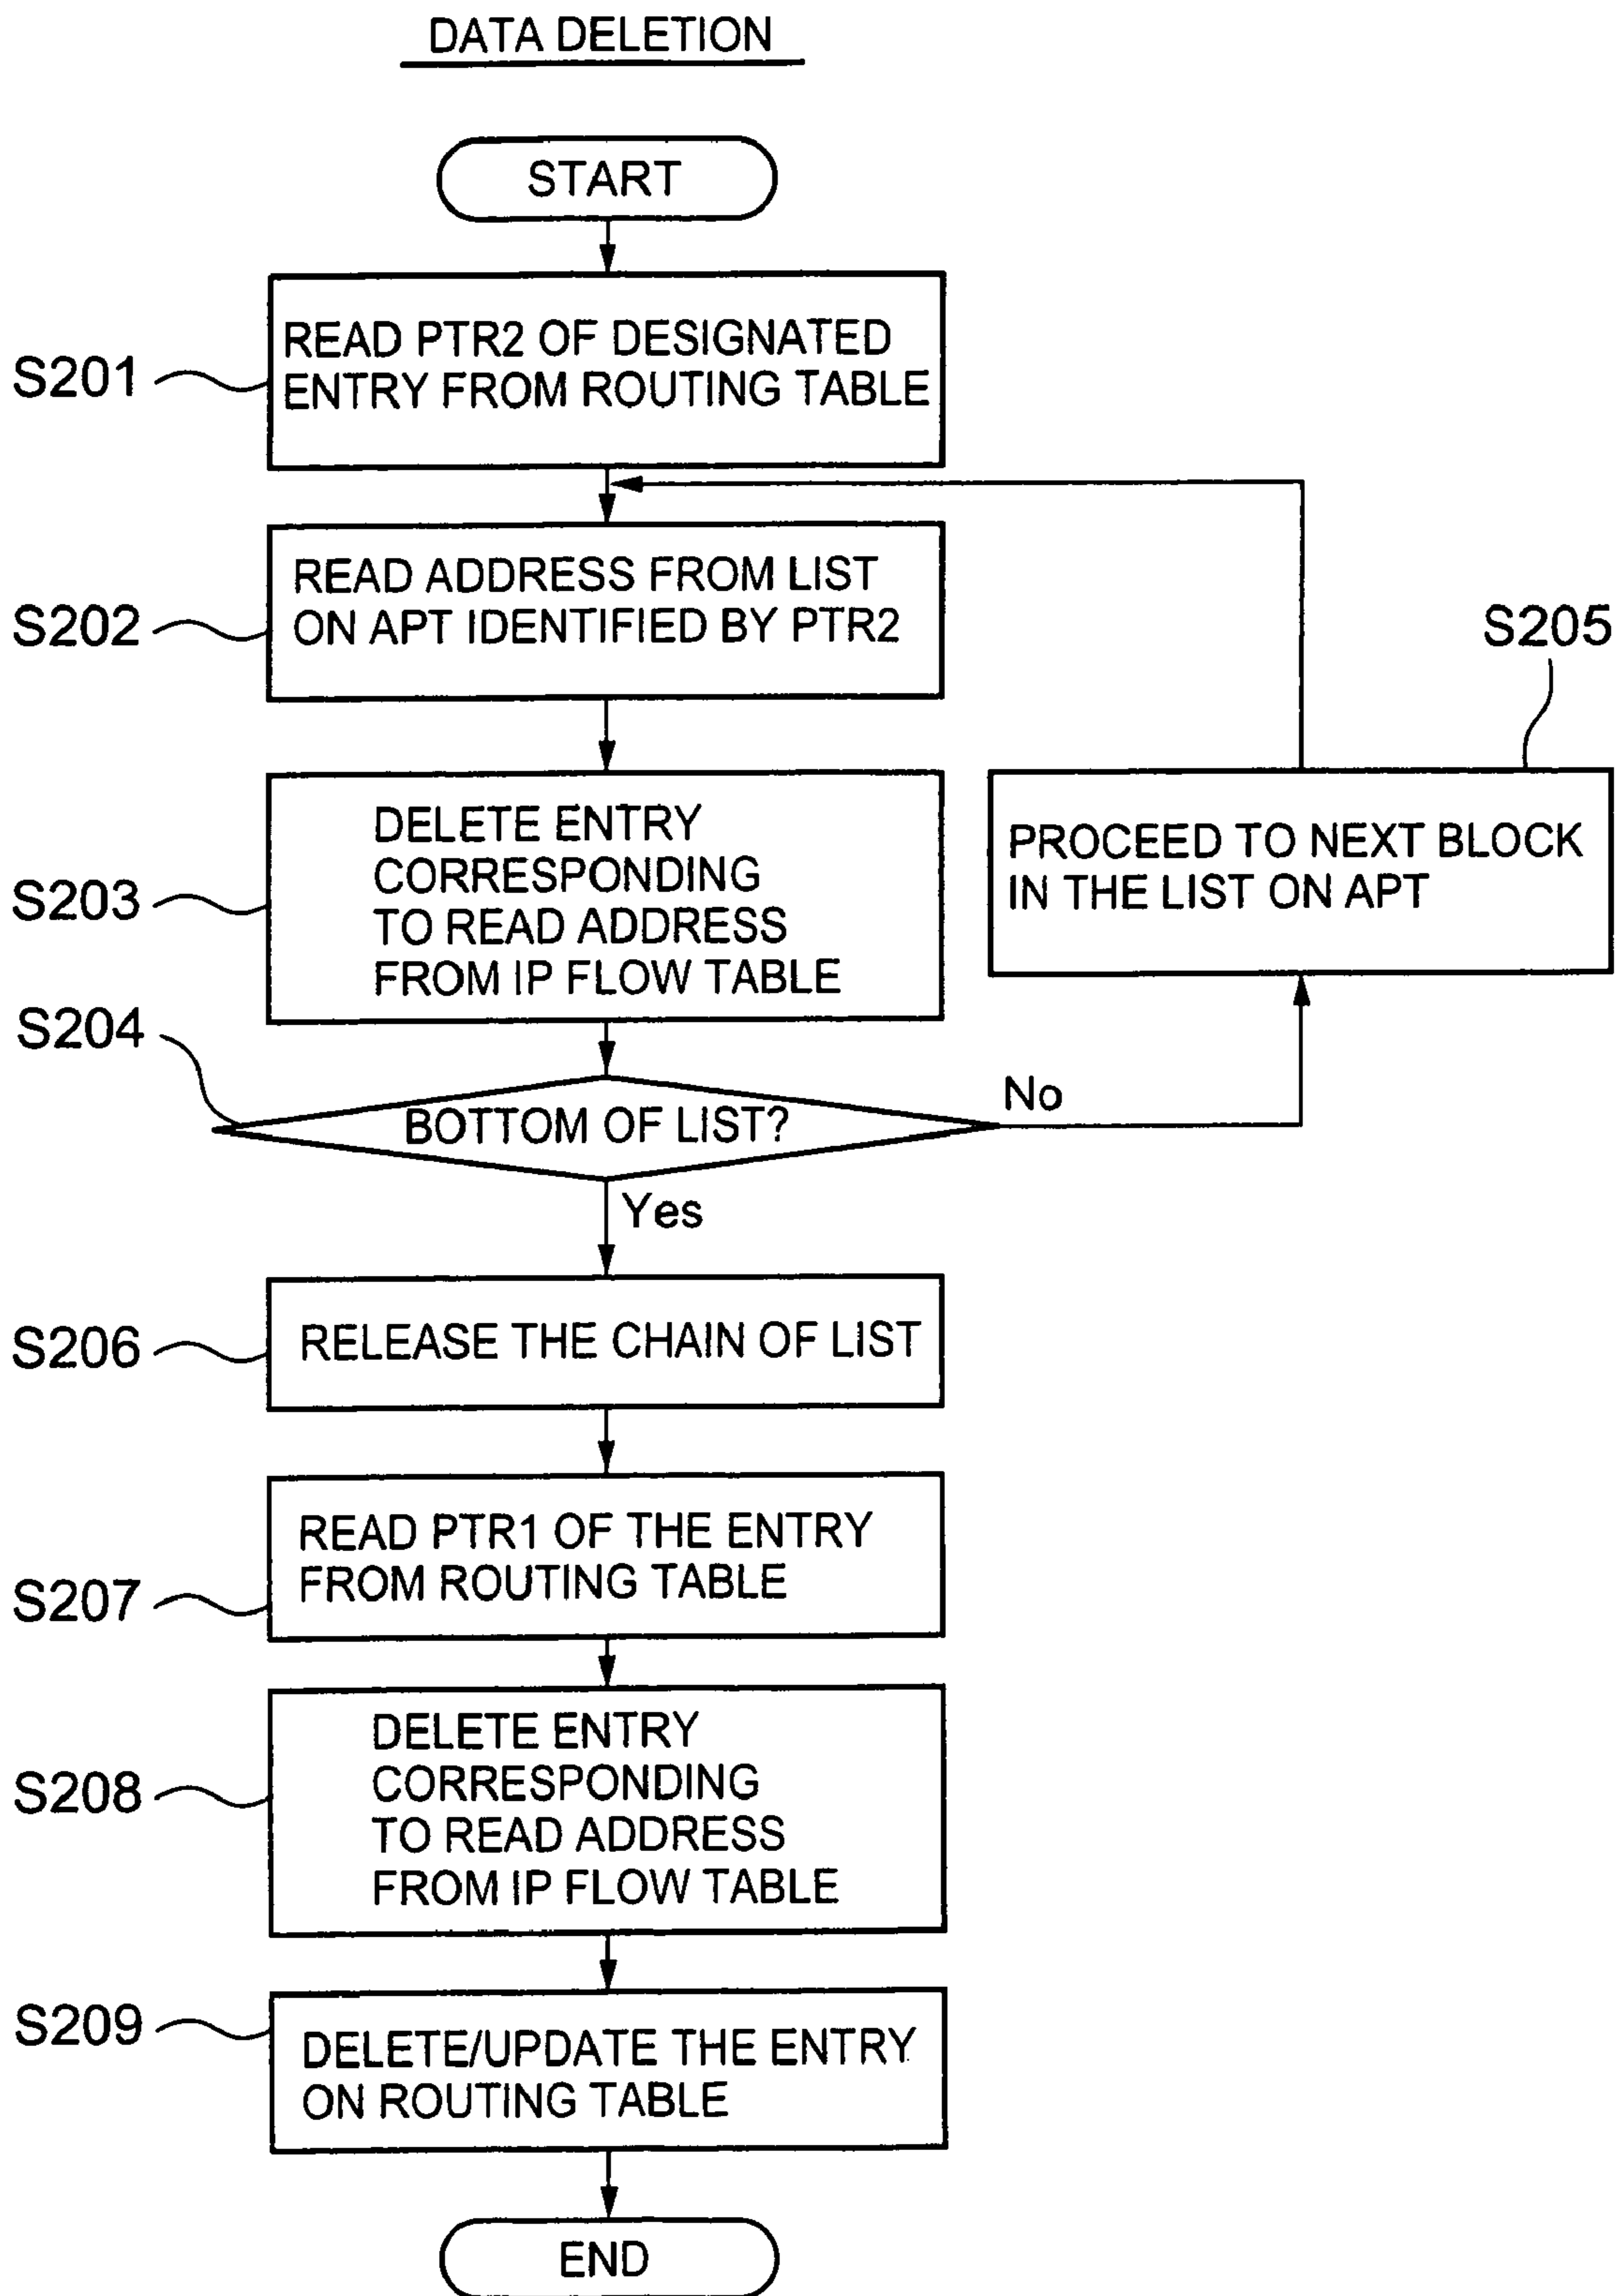 DATA DELETION
START
S201
READ PTR2 OF DESIGNATED
ENTRY FROM ROUTING TABLE
S202
READ ADDRESS FROM LIST
ON APT IDENTIFIED BY PTR2
S205
PROCEED TO NEXT BLOCK
IN THE LIST ON APT
S203
DELETE ENTRY
CORRESPONDING
TO READ ADDRESS
FROM IP FLOW TABLE
S204
BOTTOM OF LIST?
No
Yes
S206
RELEASE THE CHAIN OF LIST
S207
READ PTR1 OF THE ENTRY
FROM ROUTING TABLE
S208
DELETE ENTRY
CORRESPONDING
TO READ ADDRESS
FROM IP FLOW TABLE
S209
DELETE/UPDATE THE ENTRY
ON ROUTING TABLE
END